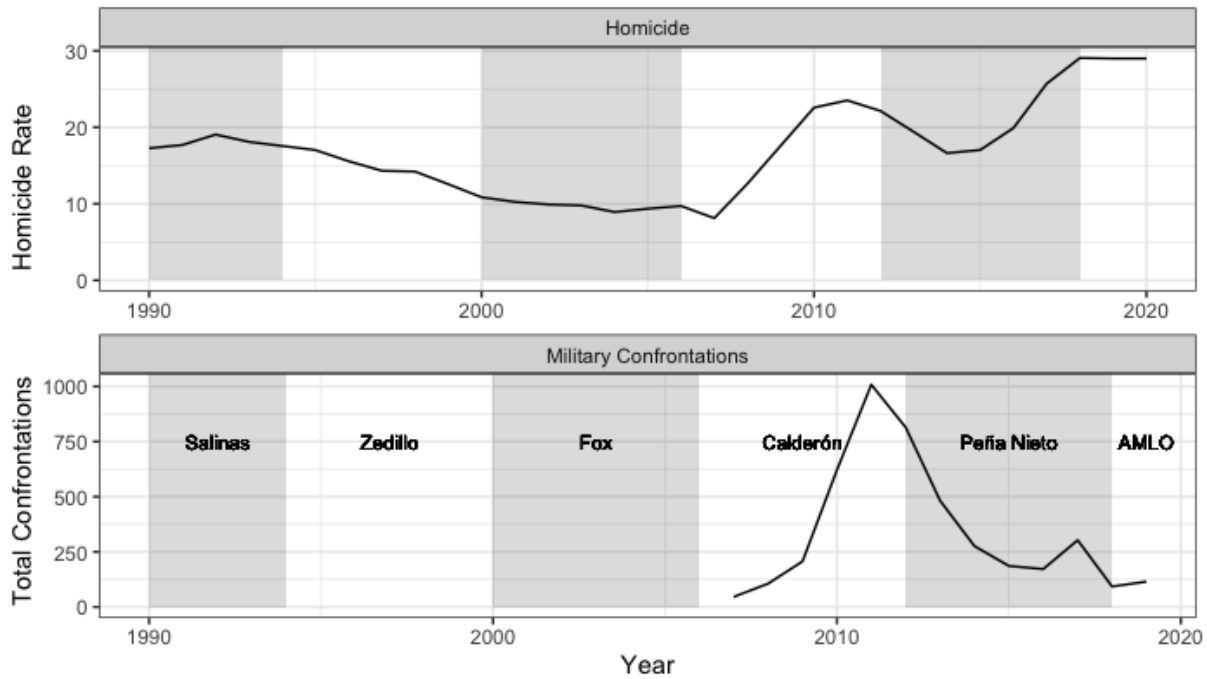 Homicide
Homicide Rate
30
20
10
0
1990 2000 2010 2020
Military Confrontations
Total Confrontations
1000
750
500
250
0
Salinas Zedillo Fox Calderón Peña Nieto AMLO
1990 2000 2010 2020
Year